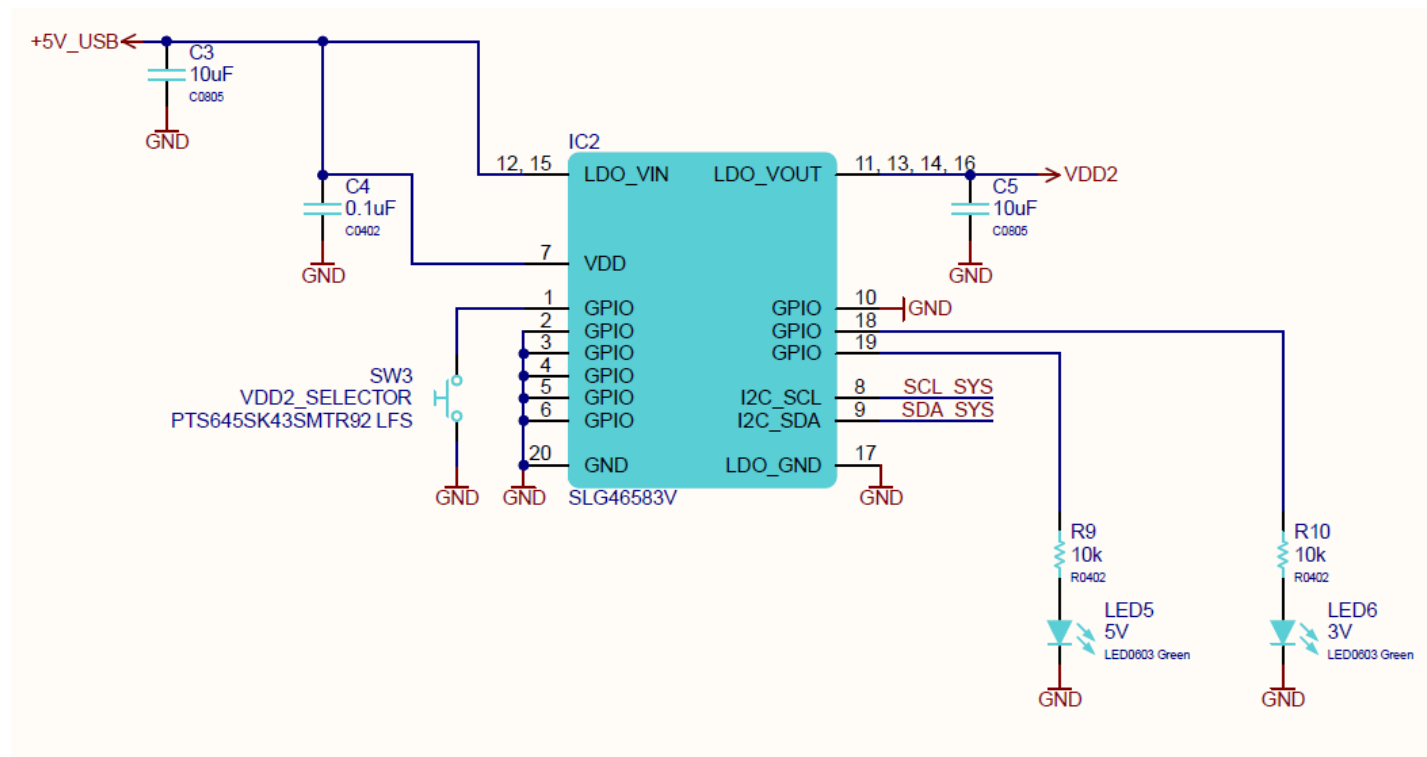 +5V_USB
C3
10uF
C0805
GND
C4
0.1uF
C0402
GND
IC2
12, 15
LDO_VIN
LDO_VOUT
11, 13, 14, 16
VDD2
C5
10uF
C0805
GND
7
VDD
1
GPIO
2
GPIO
3
GPIO
4
GPIO
5
GPIO
6
GPIO
20
GND
GPIO
10
GND
GPIO
18
GPIO
19
I2C_SCL
8
SCL_SYS
I2C_SDA
9
SDA_SYS
LDO_GND
17
GND
SW3
VDD2_SELECTOR
PTS645SK43SMTR92 LFS
GND
GND
SLG46583V
R9
10k
R0402
LED5
5V
LED0603 Green
GND
R10
10k
R0402
LED6
3V
LED0603 Green
GND